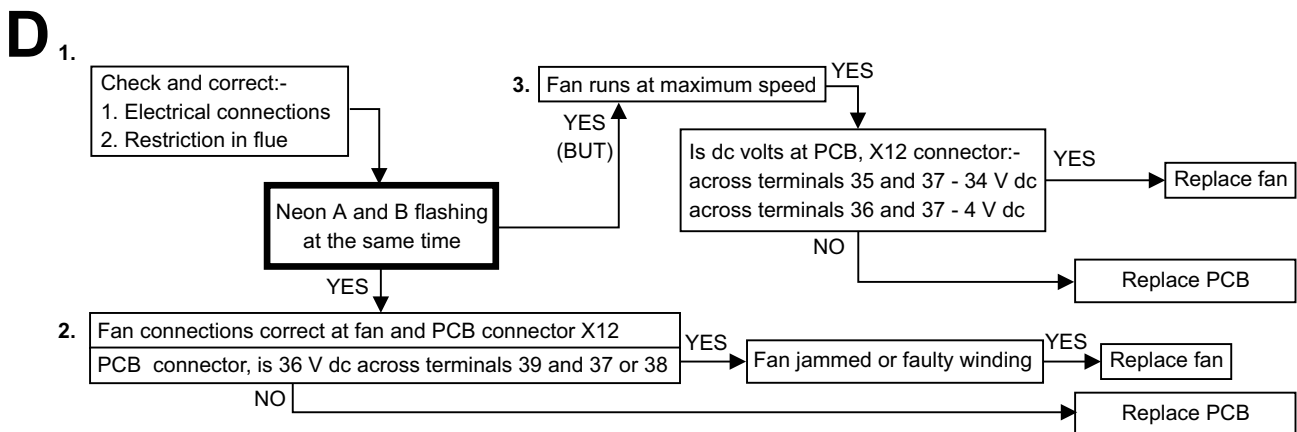 D
1.
Check and correct:-
1. Electrical connections
2. Restriction in flue
Neon A and B flashing
at the same time
YES
(BUT)
3. Fan runs at maximum speed
YES
Is dc volts at PCB, X12 connector:-
across terminals 35 and 37 - 34 V dc
across terminals 36 and 37 - 4 V dc
YES
Replace fan
NO
Replace PCB
YES
2. Fan connections correct at fan and PCB connector X12
PCB connector, is 36 V dc across terminals 39 and 37 or 38
YES
Fan jammed or faulty winding
YES
Replace fan
NO
Replace PCB